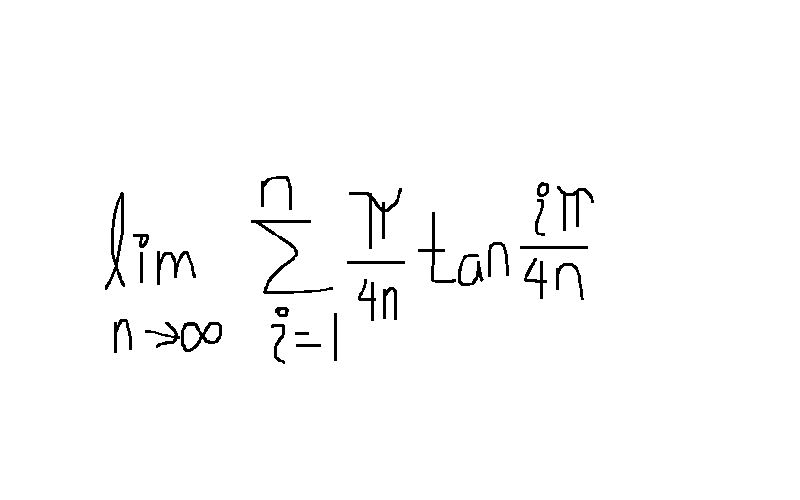 lim n→∞ n ∑ i=1 π/4n tan iπ/4n